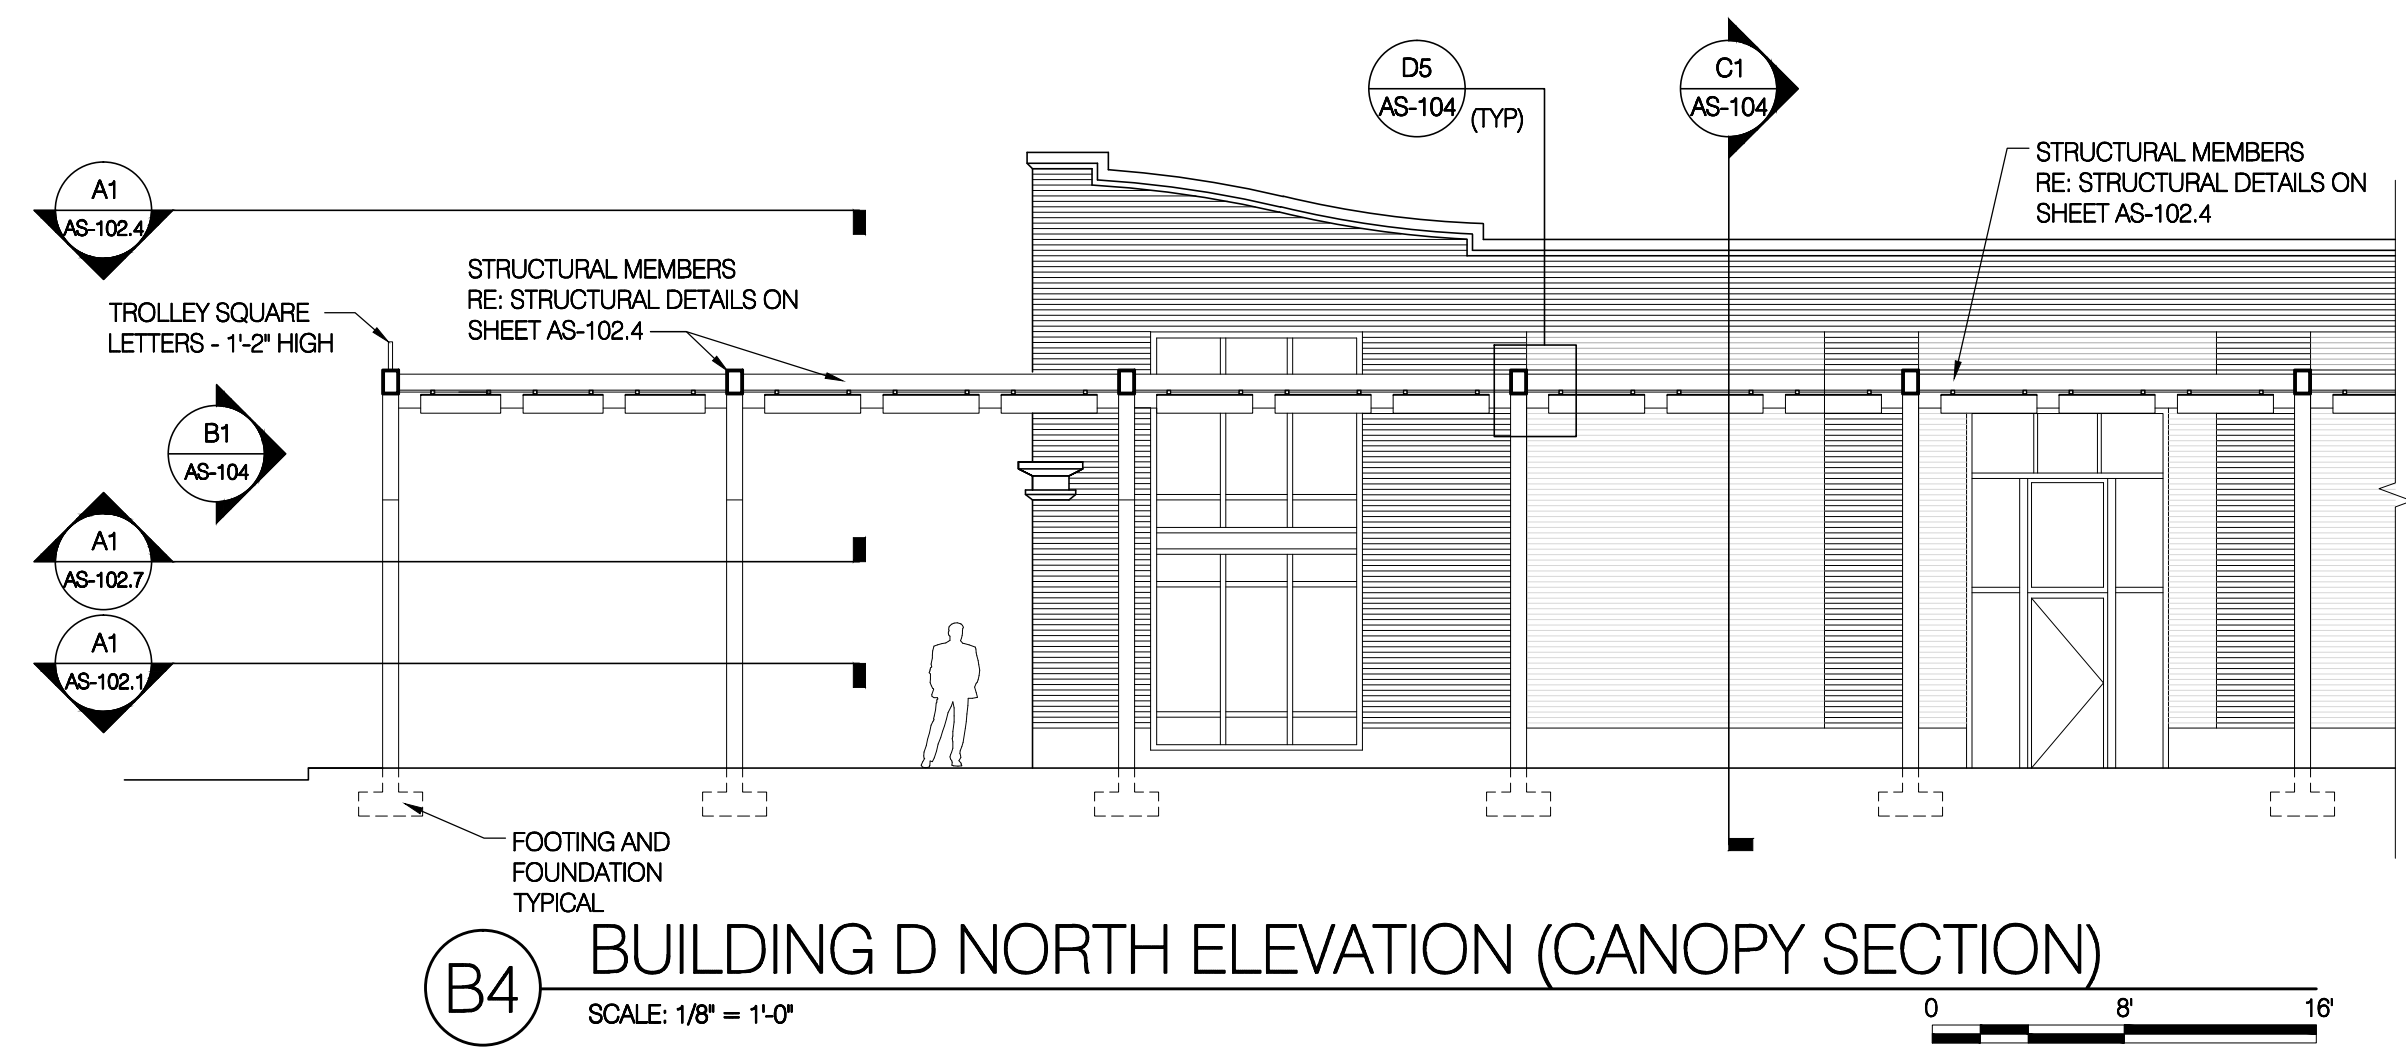 D5
AS-104
(TYP)
C1
AS-104
STRUCTURAL MEMBERS
RE: STRUCTURAL DETAILS ON
SHEET AS-102.4
A1
AS-102.4
STRUCTURAL MEMBERS
RE: STRUCTURAL DETAILS ON
SHEET AS-102.4
TROLLEY SQUARE
LETTERS - 1'-2" HIGH
B1
AS-104
A1
AS-102.7
A1
AS-102.1
FOOTING AND
FOUNDATION
TYPICAL
B4
BUILDING D NORTH ELEVATION (CANOPY SECTION)
SCALE: 1/8" = 1'-0"
0 8' 16'